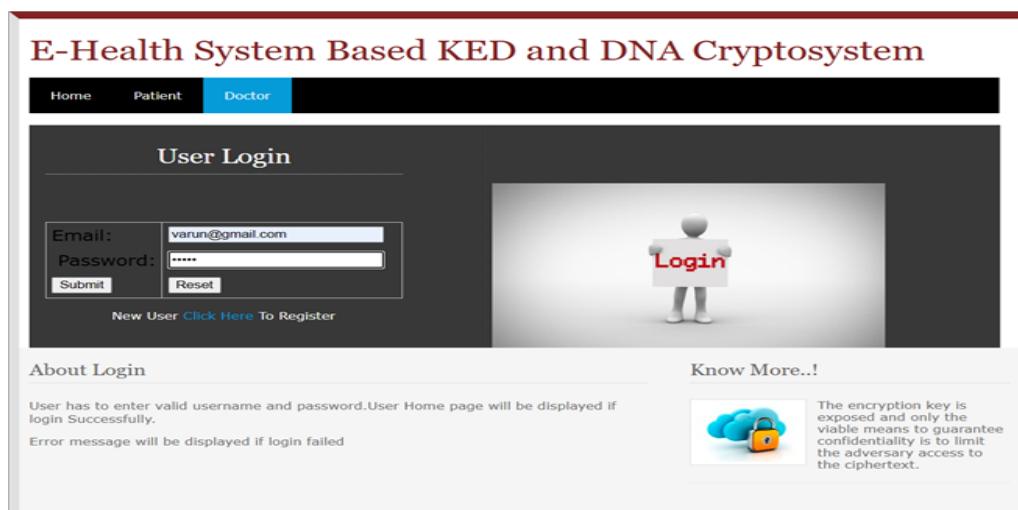 E-Health System Based KED and DNA Cryptosystem
Home Patient Doctor
User Login
Email: varun@gmail.com
Password: •••••
Submit Reset
New User Click Here To Register
Login
About Login
User has to enter valid username and password.User Home page will be displayed if
login Successfully.
Error message will be displayed if login failed
Know More..!
The encryption key is
exposed and only the
viable means to guarantee
confidentiality is to limit
the adversary access to
the ciphertext.